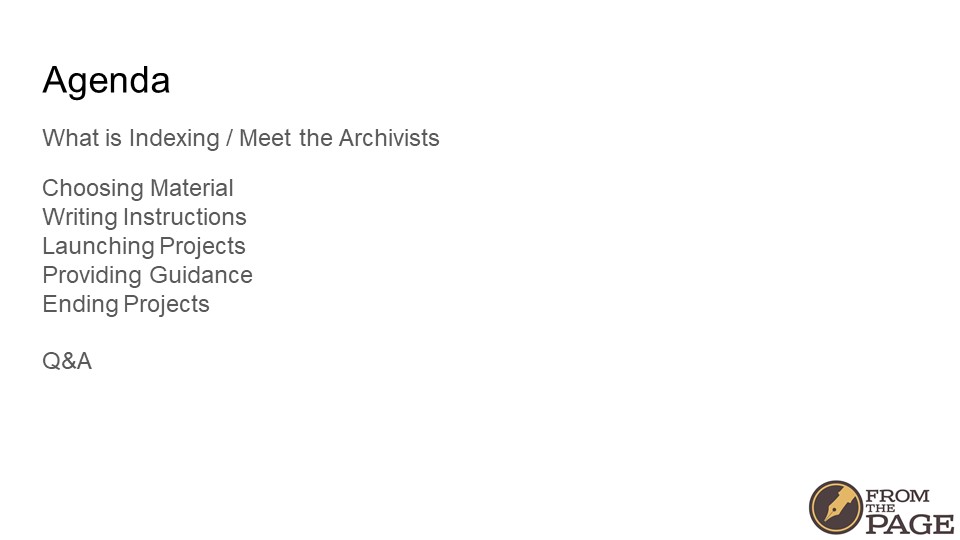 Agenda
What is Indexing / Meet the Archivists
Choosing Material
Writing Instructions
Launching Projects
Providing Guidance
Ending Projects
Q&A
FROM
THE
PAGE